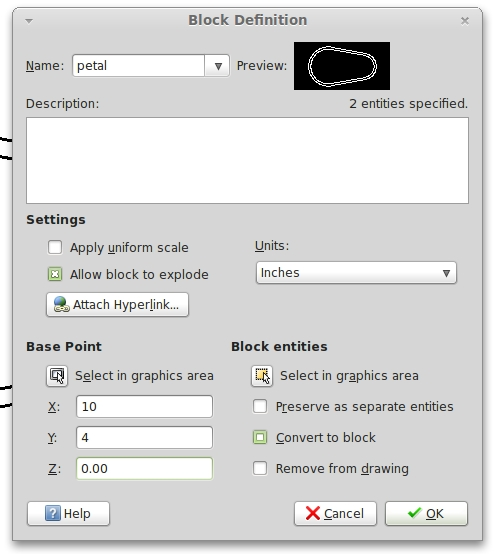 Block Definition
Name: petal Preview:
Description: 2 entities specified.
Settings
Apply uniform scale Units:
Allow block to explode Inches
Attach Hyperlink...
Base Point Block entities
Select in graphics area Select in graphics area
X: 10 Preserve as separate entities
Y: 4 Convert to block
Z: 0.00 Remove from drawing
Help Cancel OK